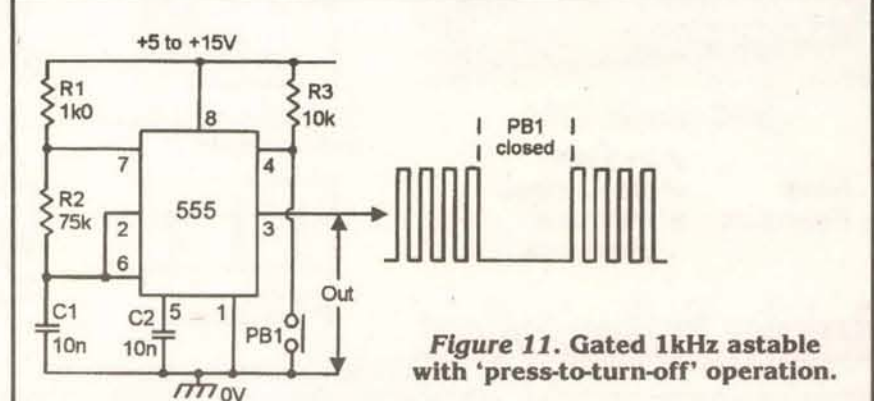 +5 to +15V
R1
1k0
R3
10k
8
7
4
PB1
closed
R2
75k
555
2
3
6
Out
C1
10n
C2
10n
5
1
PB1
0V
Figure 11. Gated 1kHz astable
with ‘press-to-turn-off’ operation.